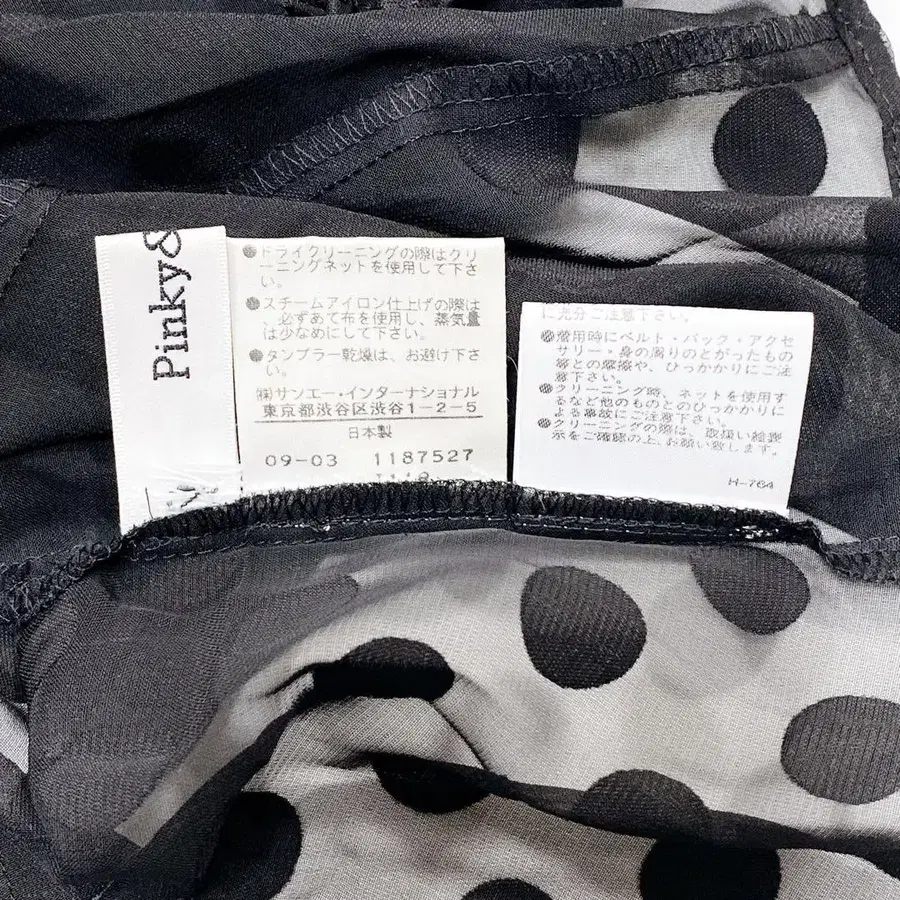 Pinky&
●ドライクリーニングの際はクリ
ーニングネットを使用して下さ
い。
●スチームアイロン仕上げの際は
必ずあて布を使用し、蒸気量
は少なめにして下さい。
●タンブラー乾燥は、お避け下さ
い。
㈱サンエー・インターナショナル
東京都渋谷区渋谷1-2-5
日本製
09-03 1187527
に充分ご注意下さい。
●着用時にベルト・バック・アクセ
サリー・身の周りのとがったもの
等との摩擦や、ひっかかりにご注
意下さい。
●クリーニング時、ネットを使用す
るなど他のものとのひっかかりに
よる事故にご注意下さい。
●クリーニングの際は、取扱い絵表
示をご確認の上、お願い致します。
H-764